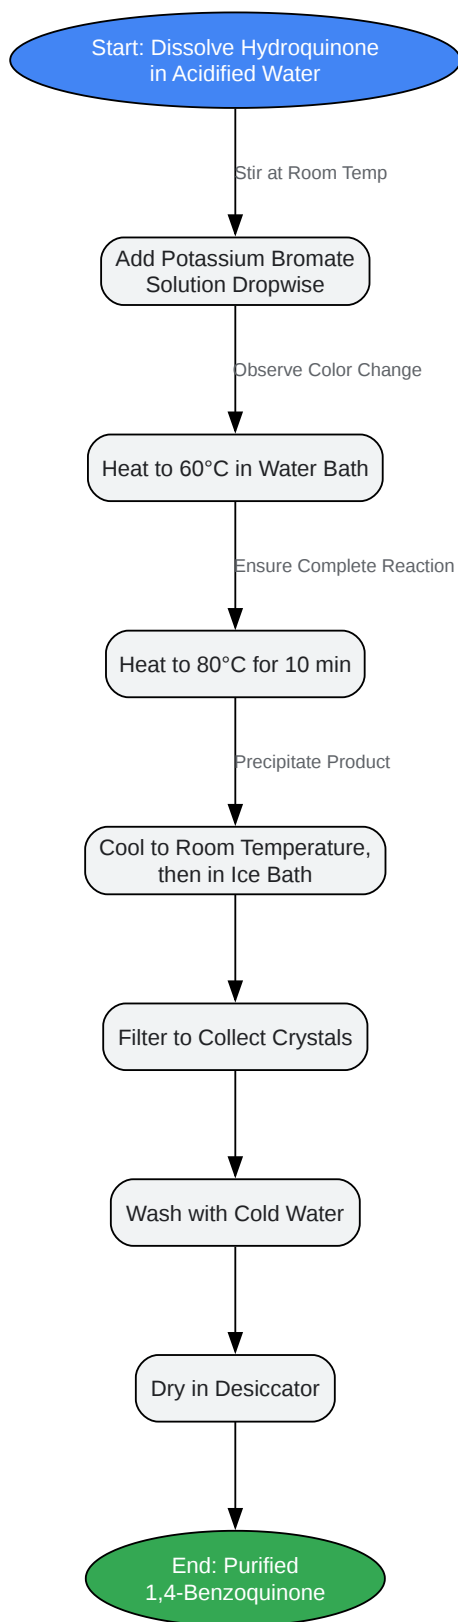 Start: Dissolve Hydroquinone
in Acidified Water
Stir at Room Temp
Add Potassium Bromate
Solution Dropwise
Observe Color Change
Heat to 60°C in Water Bath
Ensure Complete Reaction
Heat to 80°C for 10 min
Precipitate Product
Cool to Room Temperature,
then in Ice Bath
Filter to Collect Crystals
Wash with Cold Water
Dry in Desiccator
End: Purified
1,4-Benzoquinone